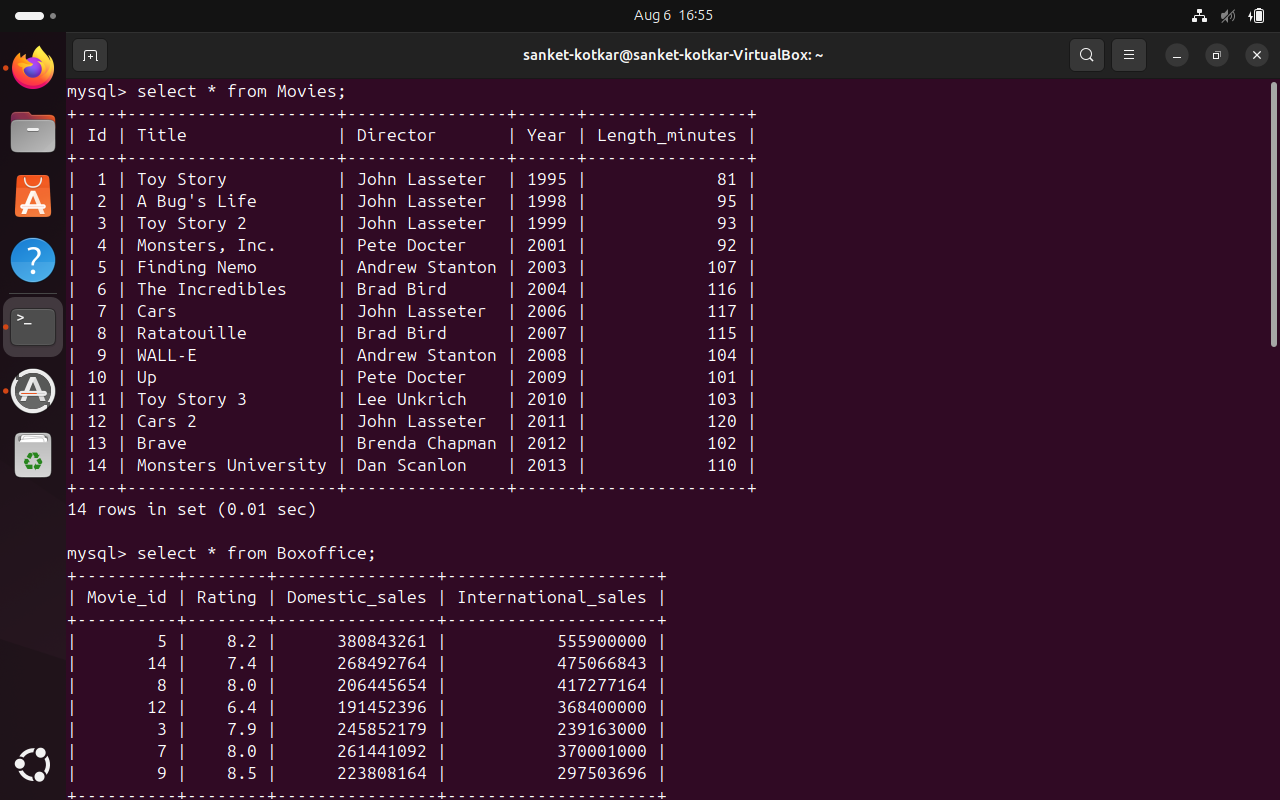 Aug 6 16:55
sanket-kotkar@sanket-kotkar-VirtualBox: ~
mysql> select * from Movies;
+----+---------------------+----------------+------+----------------+
| Id | Title               | Director       | Year | Length_minutes |
+----+---------------------+----------------+------+----------------+
|  1 | Toy Story           | John Lasseter  | 1995 |             81 |
|  2 | A Bug's Life        | John Lasseter  | 1998 |             95 |
|  3 | Toy Story 2         | John Lasseter  | 1999 |             93 |
|  4 | Monsters, Inc.      | Pete Docter    | 2001 |             92 |
|  5 | Finding Nemo        | Andrew Stanton | 2003 |            107 |
|  6 | The Incredibles     | Brad Bird      | 2004 |            116 |
|  7 | Cars                | John Lasseter  | 2006 |            117 |
|  8 | Ratatouille         | Brad Bird      | 2007 |            115 |
|  9 | WALL-E              | Andrew Stanton | 2008 |            104 |
| 10 | Up                  | Pete Docter    | 2009 |            101 |
| 11 | Toy Story 3         | Lee Unkrich    | 2010 |            103 |
| 12 | Cars 2              | John Lasseter  | 2011 |            120 |
| 13 | Brave               | Brenda Chapman | 2012 |            102 |
| 14 | Monsters University | Dan Scanlon    | 2013 |            110 |
+----+---------------------+----------------+------+----------------+
14 rows in set (0.01 sec)
mysql> select * from Boxoffice;
+----------+--------+----------------+---------------------+
| Movie_id | Rating | Domestic_sales | International_sales |
+----------+--------+----------------+---------------------+
|        5 |    8.2 |      380843261 |           555900000 |
|       14 |    7.4 |      268492764 |           475066843 |
|        8 |    8.0 |      206445654 |           417277164 |
|       12 |    6.4 |      191452396 |           368400000 |
|        3 |    7.9 |      245852179 |           239163000 |
|        7 |    8.0 |      261441092 |           370001000 |
|        9 |    8.5 |      223808164 |           297503696 |
+----------+--------+----------------+---------------------+